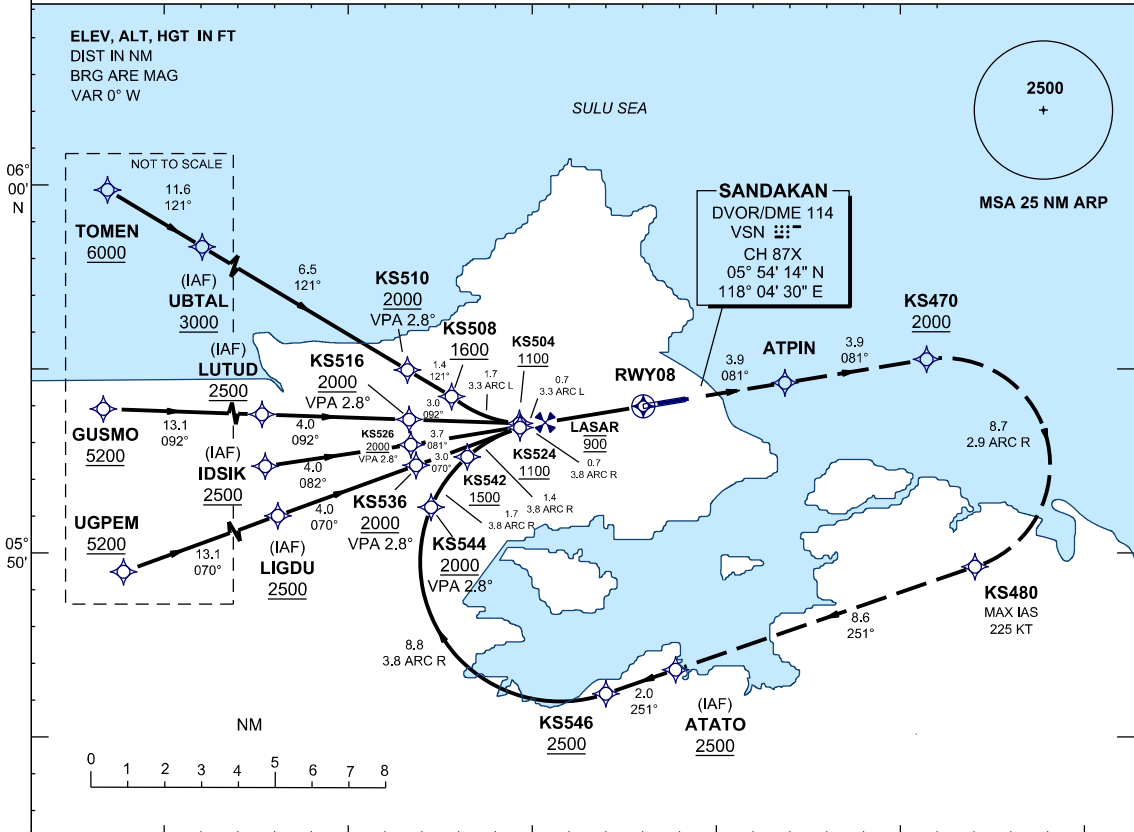 ELEV, ALT, HGT IN FT
DIST IN NM
BRG ARE MAG
VAR 0° W
SULU SEA
2500
MSA 25 NM ARP
06°
00'
N
NOT TO SCALE
11.6
121°
TOMEN
6000
(IAF)
UBTAL
3000
6.5
121°
KS510
2000
VPA 2.8°
KS508
1600
1.4
121°
1.7
3.3 ARC L
KS504
1100
0.7
3.3 ARC L
SANDAKAN
DVOR/DME 114
VSN
CH 87X
05° 54' 14" N
118° 04' 30" E
KS470
2000
ATPIN
3.9
081°
3.9
081°
RWY08
(IAF)
LUTUD
2500
KS516
2000
VPA 2.8°
3.0
092°
GUSMO
5200
13.1
092°
4.0
092°
LASAR
900
KS526
2000
VPA 2.8°
3.7
081°
KS524
1100
0.7
3.8 ARC R
8.7
2.9 ARC R
(IAF)
IDSIK
2500
4.0
082°
3.0
070°
KS542
1500
1.4
3.8 ARC R
KS536
2000
VPA 2.8°
1.7
3.8 ARC R
UGPEM
5200
13.1
070°
4.0
070°
(IAF)
LIGDU
2500
KS544
2000
VPA 2.8°
05°
50'
KS480
MAX IAS
225 KT
8.6
251°
8.8
3.8 ARC R
2.0
251°
KS546
2500
(IAF)
ATATO
2500
NM
0 1 2 3 4 5 6 7 8